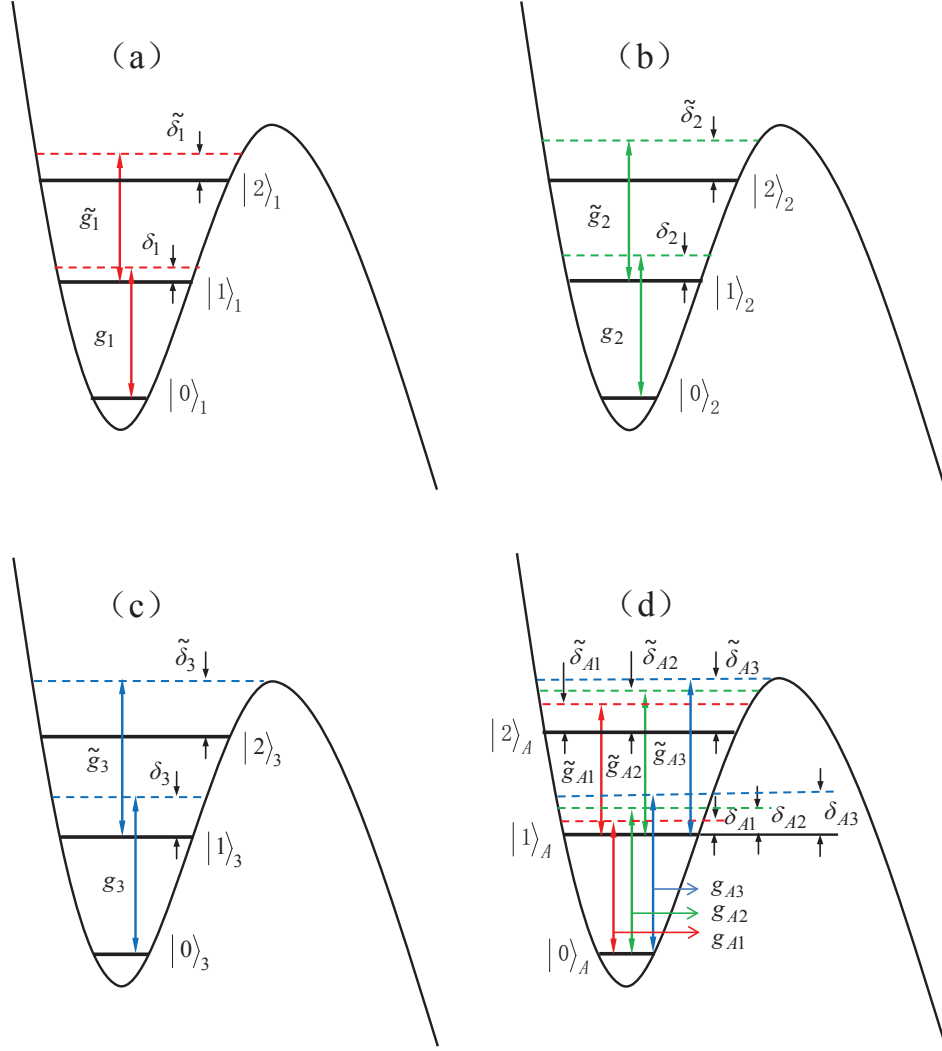 （a）
δ̃₁
| 2⟩₁
g̃₁
δ₁
| 1⟩₁
g₁
| 0⟩₁
（b）
δ̃₂
| 2⟩₂
g̃₂
δ₂
| 1⟩₂
g₂
| 0⟩₂
（c）
δ̃₃
| 2⟩₃
g̃₃
δ₃
| 1⟩₃
g₃
| 0⟩₃
（d）
δ̃A1 δ̃A2 δ̃A3
| 2⟩A
g̃A1 g̃A2 g̃A3
δA1 δA2 δA3
| 1⟩A
gA3
gA2
gA1
| 0⟩A